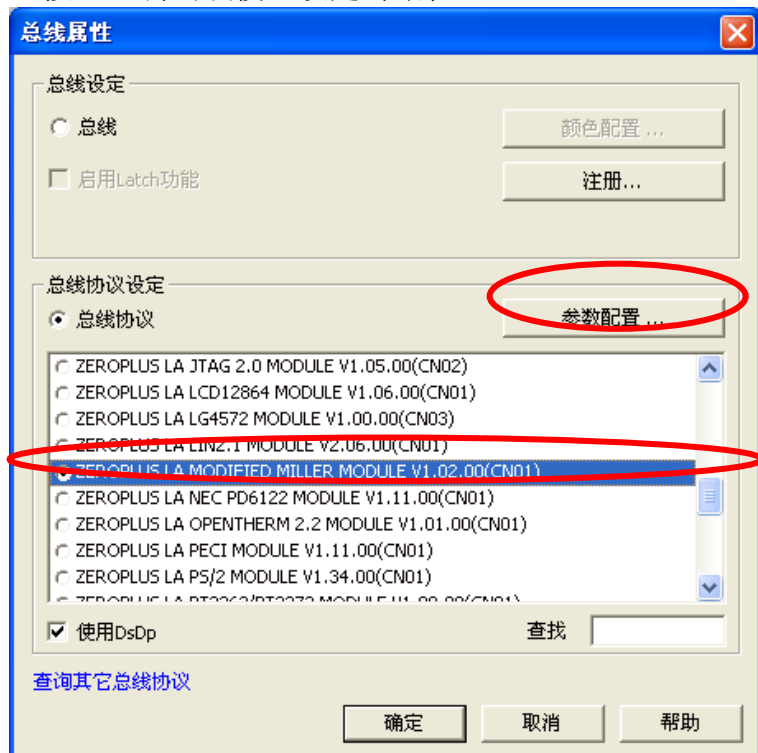 总线属性
总线设定
总线
颜色配置 ...
启用Latch功能
注册...
总线协议设定
总线协议
参数配置 ...
ZEROPLUS LA JTAG 2.0 MODULE V1.05.00(CN02)
ZEROPLUS LA LCD12864 MODULE V1.06.00(CN01)
ZEROPLUS LA LG4572 MODULE V1.00.00(CN03)
ZEROPLUS LA LIN2.1 MODULE V2.06.00(CN01)
ZEROPLUS LA MODIFIED MILLER MODULE V1.02.00(CN01)
ZEROPLUS LA NEC PD6122 MODULE V1.11.00(CN01)
ZEROPLUS LA OPENTHERM 2.2 MODULE V1.01.00(CN01)
ZEROPLUS LA PECI MODULE V1.11.00(CN01)
ZEROPLUS LA PS/2 MODULE V1.34.00(CN01)
使用DsDp
查找
查询其它总线协议
确定
取消
帮助